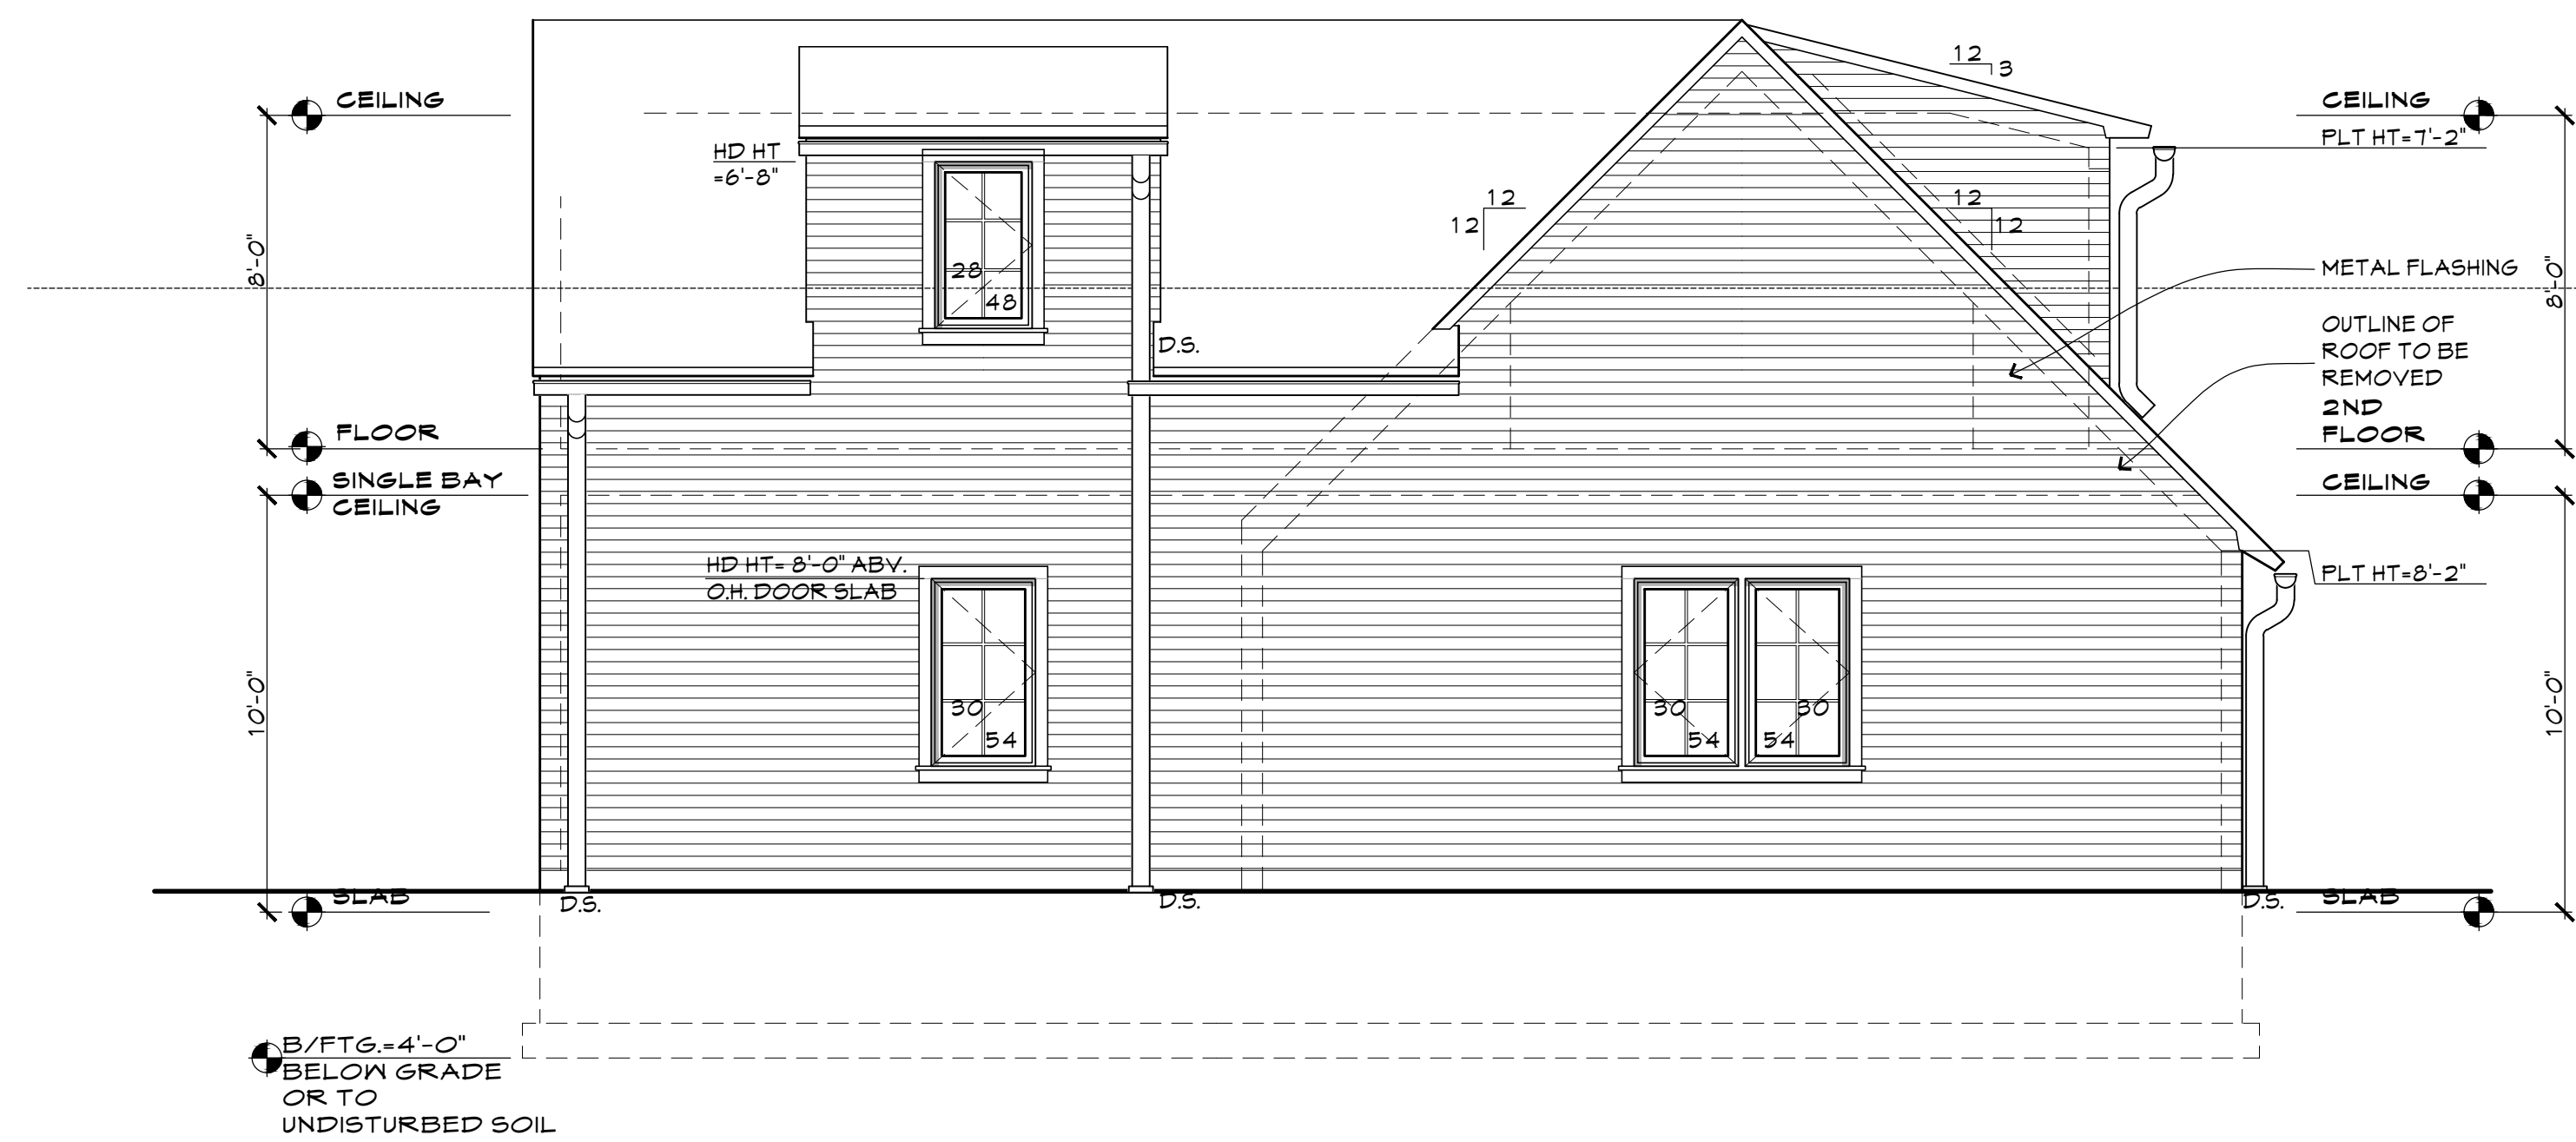 12
3
CEILING
CEILING
PLT HT=7'-2"
HD HT
=6'-8"
12
12
12
12
8'-0"
METAL FLASHING
8'-0"
28
48
OUTLINE OF
ROOF TO BE
REMOVED
D.S.
2ND
FLOOR
FLOOR
SINGLE BAY
CEILING
CEILING
HD HT= 8'-0" ABV.
O.H. DOOR SLAB
PLT HT=8'-2"
10'-0"
30
54
30
54
30
54
10'-0"
SLAB
D.S.
D.S.
D.S.
SLAB
B/FTG.=4'-0"
BELOW GRADE
OR TO
UNDISTURBED SOIL